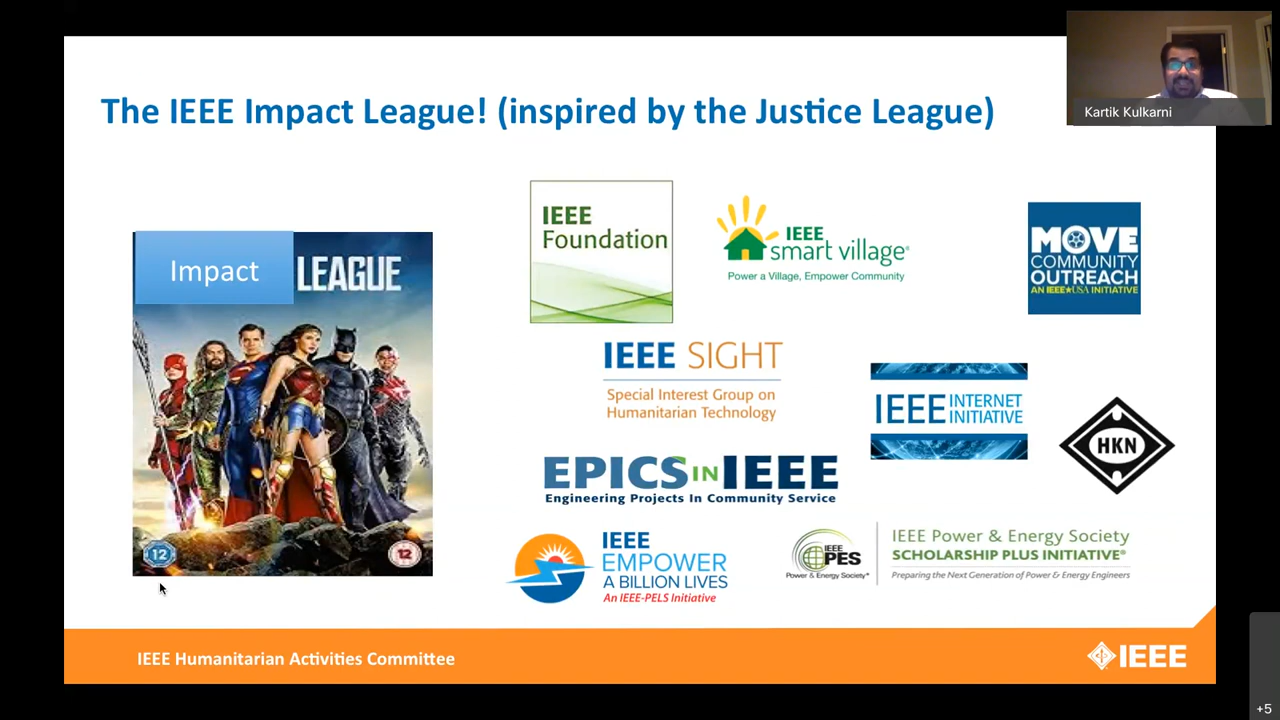 The IEEE Impact League! (inspired by the Justice League)
Kartik Kulkarni
Impact LEAGUE
12
12
IEEE
Foundation
IEEE
smart village®
Power a Village, Empower Community
MOVE
COMMUNITY
OUTREACH
AN IEEE★USA INITIATIVE
IEEE SIGHT
Special Interest Group on
Humanitarian Technology
IEEE INTERNET
INITIATIVE
HKN
EPICS IN IEEE
Engineering Projects In Community Service
IEEE
EMPOWER
A BILLION LIVES
An IEEE-PELS Initiative
IEEE
PES
Power & Energy Society®
IEEE Power & Energy Society
SCHOLARSHIP PLUS INITIATIVE®
Preparing the Next Generation of Power & Energy Engineers
IEEE Humanitarian Activities Committee
IEEE
+5